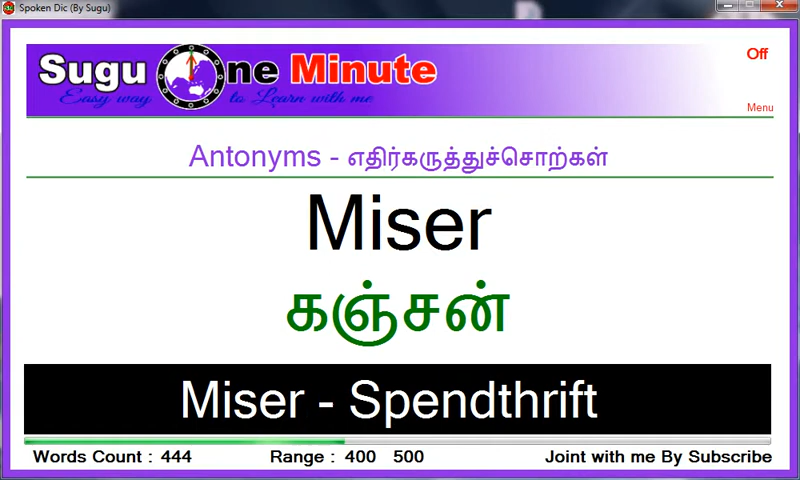 Spoken Dic (By Sugu)
Sugu One Minute
Easy way to Learn with me
Off
Menu
Antonyms - எதிர்கருத்துச்சொற்கள்
Miser
கஞ்சன்
Miser - Spendthrift
Words Count : 444 Range : 400 500 Joint with me By Subscribe